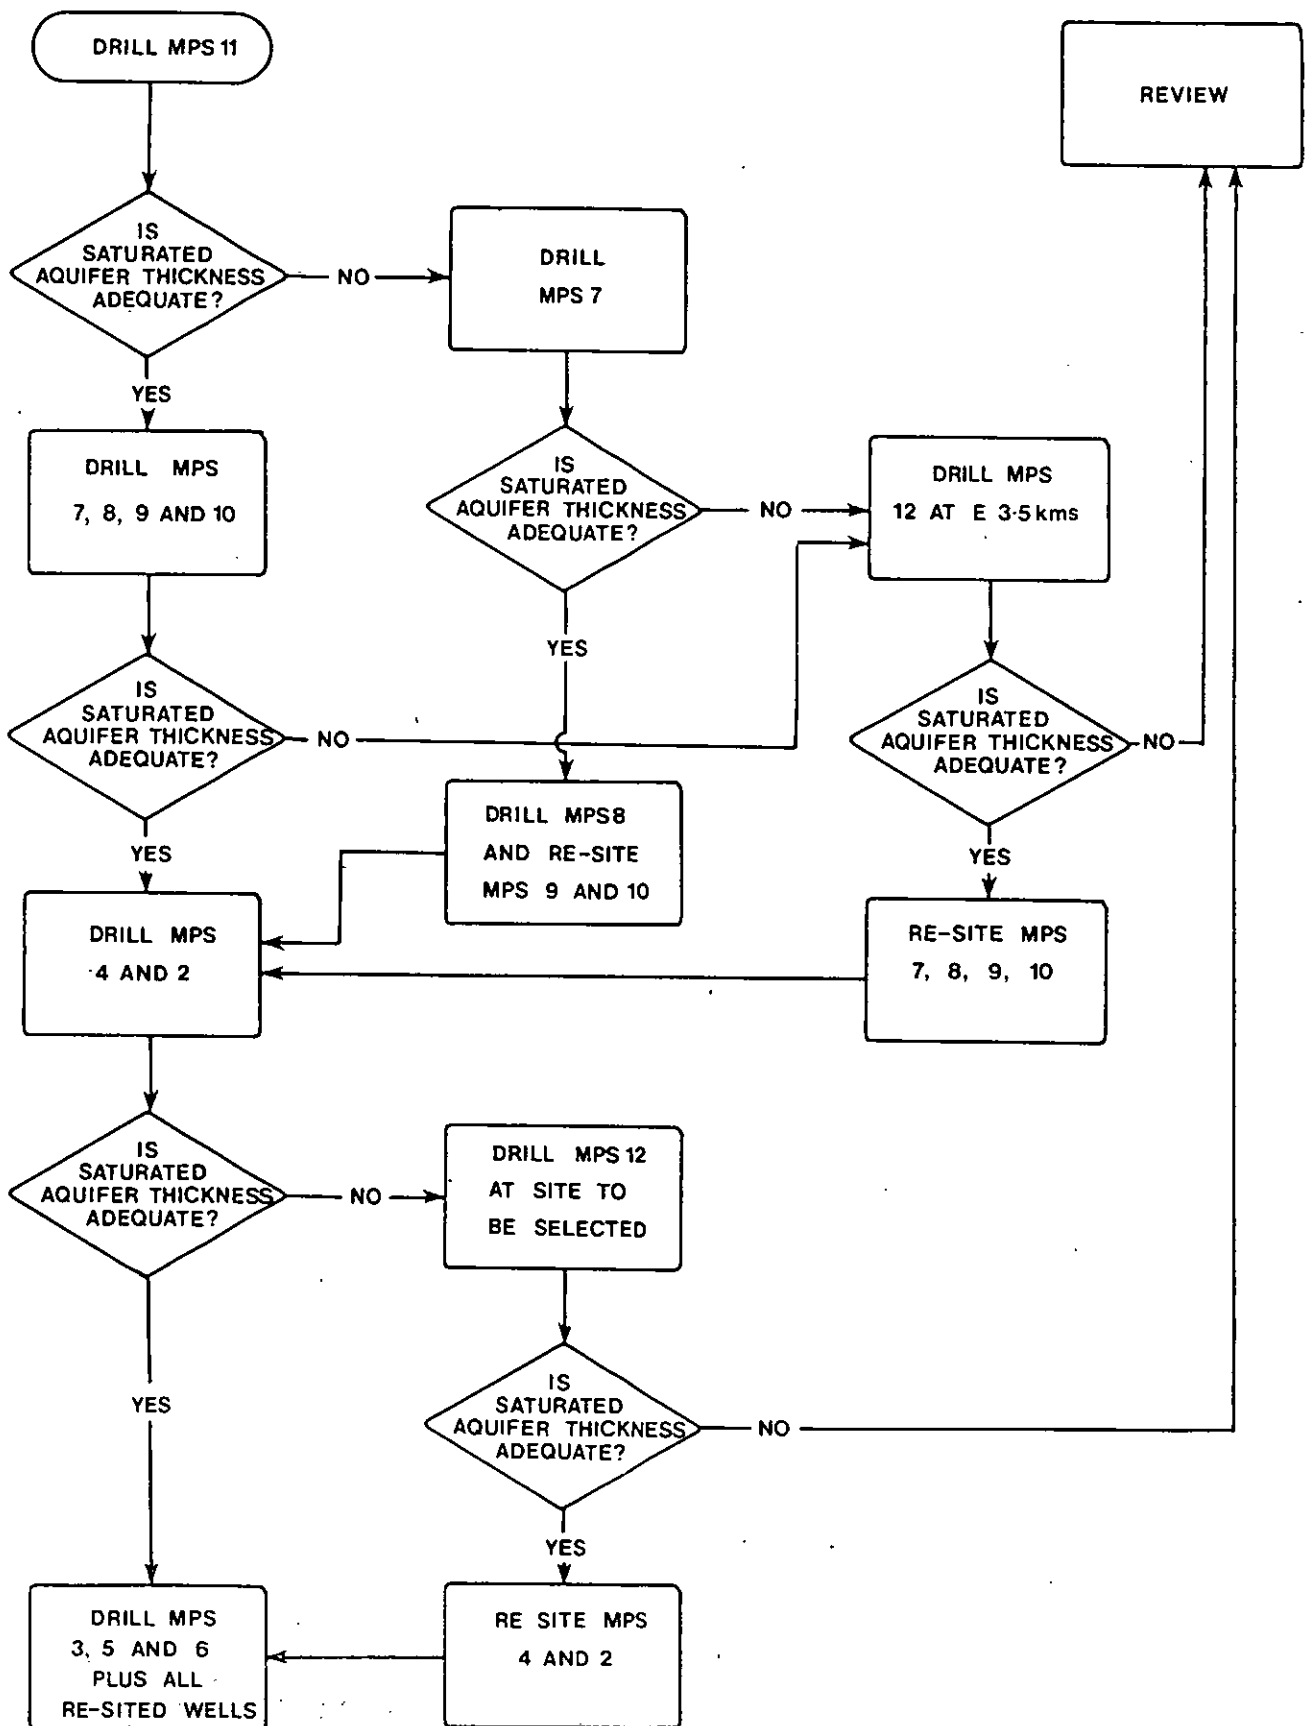 DRILL MPS 11
REVIEW
IS
SATURATED
AQUIFER THICKNESS
ADEQUATE?
NO
DRILL
MPS 7
YES
DRILL MPS
7, 8, 9 AND 10
IS
SATURATED
AQUIFER THICKNESS
ADEQUATE?
NO
DRILL MPS
12 AT E 3·5 kms
YES
IS
SATURATED
AQUIFER THICKNESS
ADEQUATE?
NO
IS
SATURATED
AQUIFER THICKNESS
ADEQUATE?
NO
YES
DRILL MPS 8
AND RE-SITE
MPS 9 AND 10
YES
DRILL MPS
4 AND 2
RE-SITE MPS
7, 8, 9, 10
IS
SATURATED
AQUIFER THICKNESS
ADEQUATE?
NO
DRILL MPS 12
AT SITE TO
BE SELECTED
YES
IS
SATURATED
AQUIFER THICKNESS
ADEQUATE?
NO
YES
DRILL MPS
3, 5 AND 6
PLUS ALL
RE-SITED WELLS
RE SITE MPS
4 AND 2